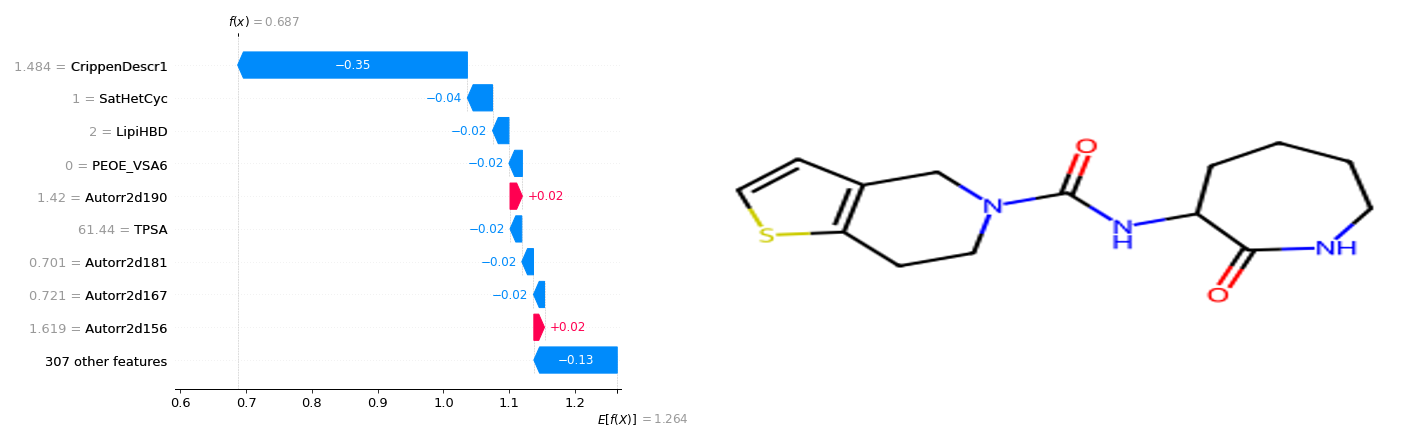 f(x) = 0.687
1.484 = CrippenDescr1
−0.35
1 = SatHetCyc
−0.04
2 = LipiHBD
−0.02
0 = PEOE_VSA6
−0.02
1.42 = Autorr2d190
+0.02
61.44 = TPSA
−0.02
0.701 = Autorr2d181
−0.02
0.721 = Autorr2d167
−0.02
1.619 = Autorr2d156
+0.02
307 other features
−0.13
0.6 0.7 0.8 0.9 1.0 1.1 1.2
E[f(X)] = 1.264
O
N
S
N
H
NH
O